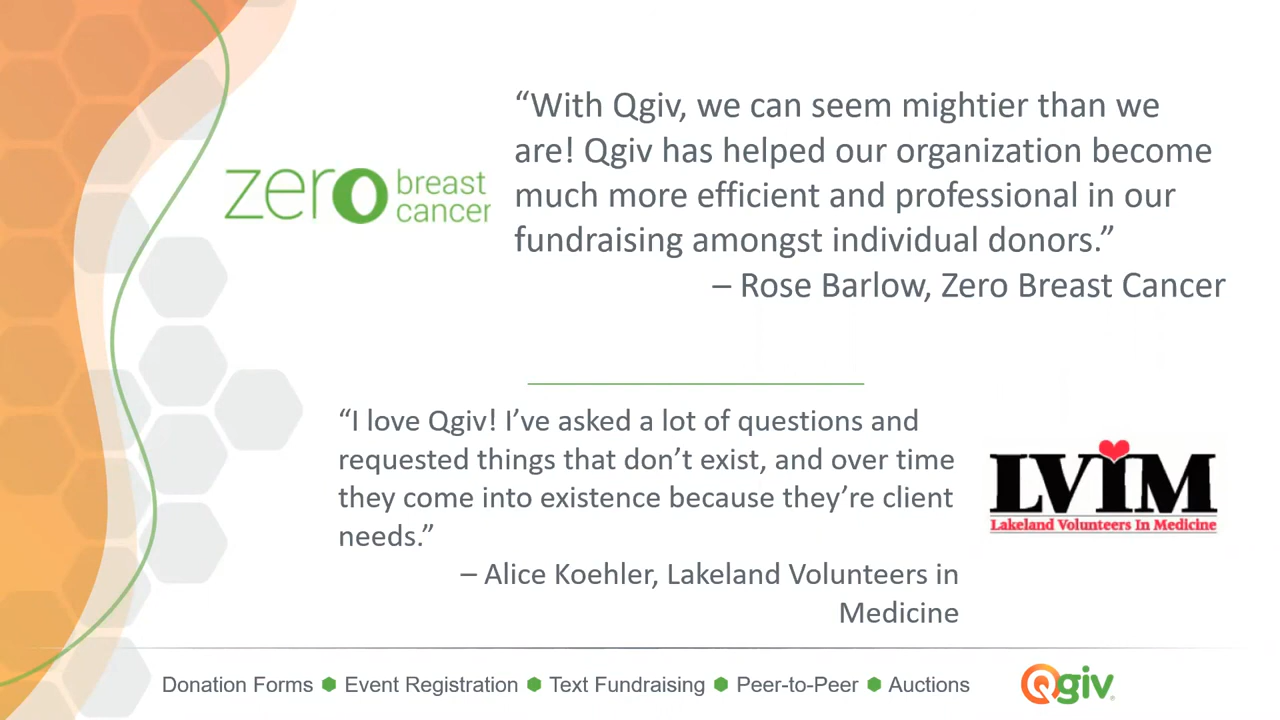 “With Qgiv, we can seem mightier than we
are! Qgiv has helped our organization become
much more efficient and professional in our
fundraising amongst individual donors.”
– Rose Barlow, Zero Breast Cancer
zero breast
cancer
“I love Qgiv! I’ve asked a lot of questions and
requested things that don’t exist, and over time
they come into existence because they’re client
needs.”
– Alice Koehler, Lakeland Volunteers in
Medicine
LVIM
Lakeland Volunteers In Medicine
Donation Forms ⬢ Event Registration ⬢ Text Fundraising ⬢ Peer-to-Peer ⬢ Auctions
Qgiv